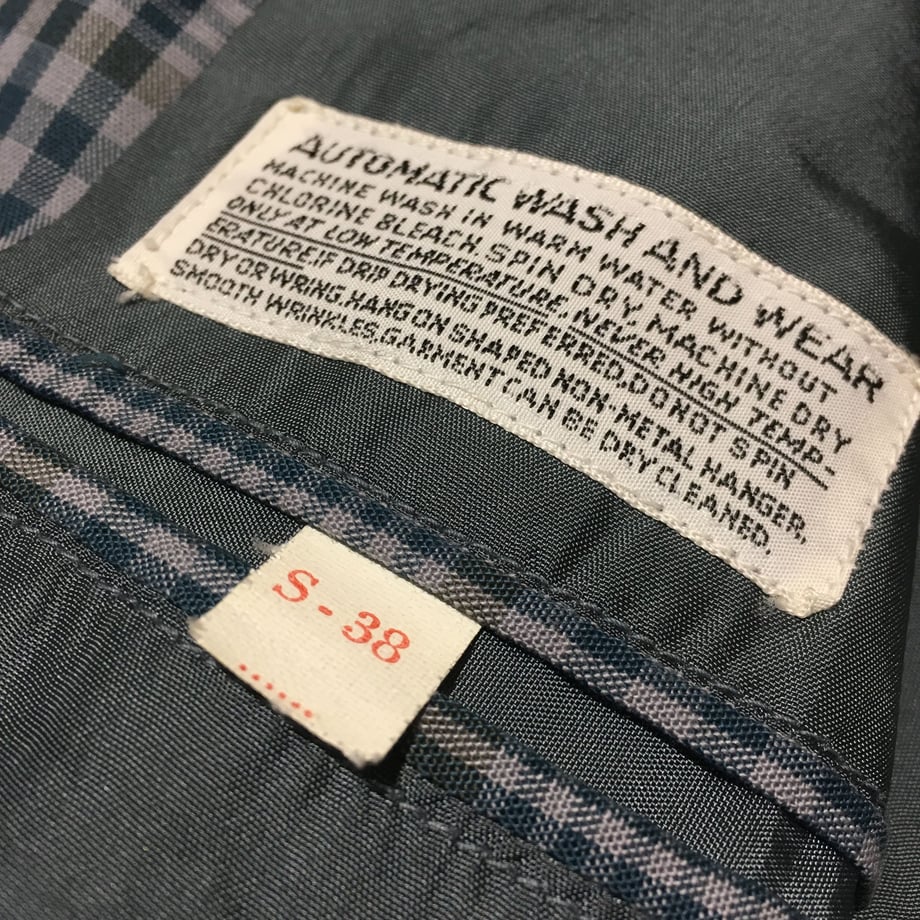 AUTOMATIC WASH AND WEAR
MACHINE WASH IN WARM WATER WITHOUT
CHLORINE BLEACH. SPIN DRY, MACHINE DRY
ONLY AT LOW TEMPERATURE, NEVER HIGH TEMP-
ERATURE, IF DRIP DRYING PREFERRED, DO NOT SPIN
DRY OR WRING. HANG ON SHAPED NON-METAL HANGER.
SMOOTH WRINKLES, GARMENT CAN BE DRY CLEANED.
S-38